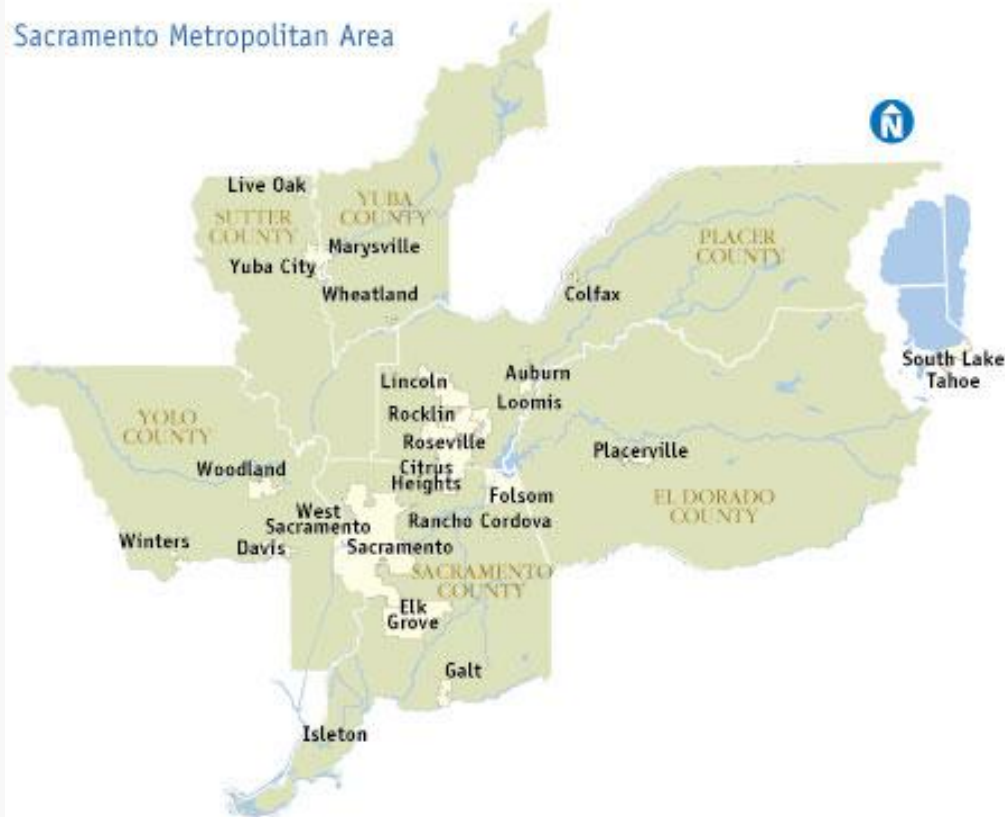 Sacramento Metropolitan Area
N
Live Oak
SUTTER
COUNTY
YUBA
COUNTY
Marysville
Yuba City
Wheatland
PLACER
COUNTY
Colfax
South Lake
Tahoe
Lincoln
Auburn
Loomis
Rocklin
Roseville
YOLO
COUNTY
Woodland
Citrus
Heights
Placerville
Folsom
EL DORADO
COUNTY
West
Sacramento
Rancho Cordova
Winters
Davis
Sacramento
SACRAMENTO
COUNTY
Elk
Grove
Galt
Isleton